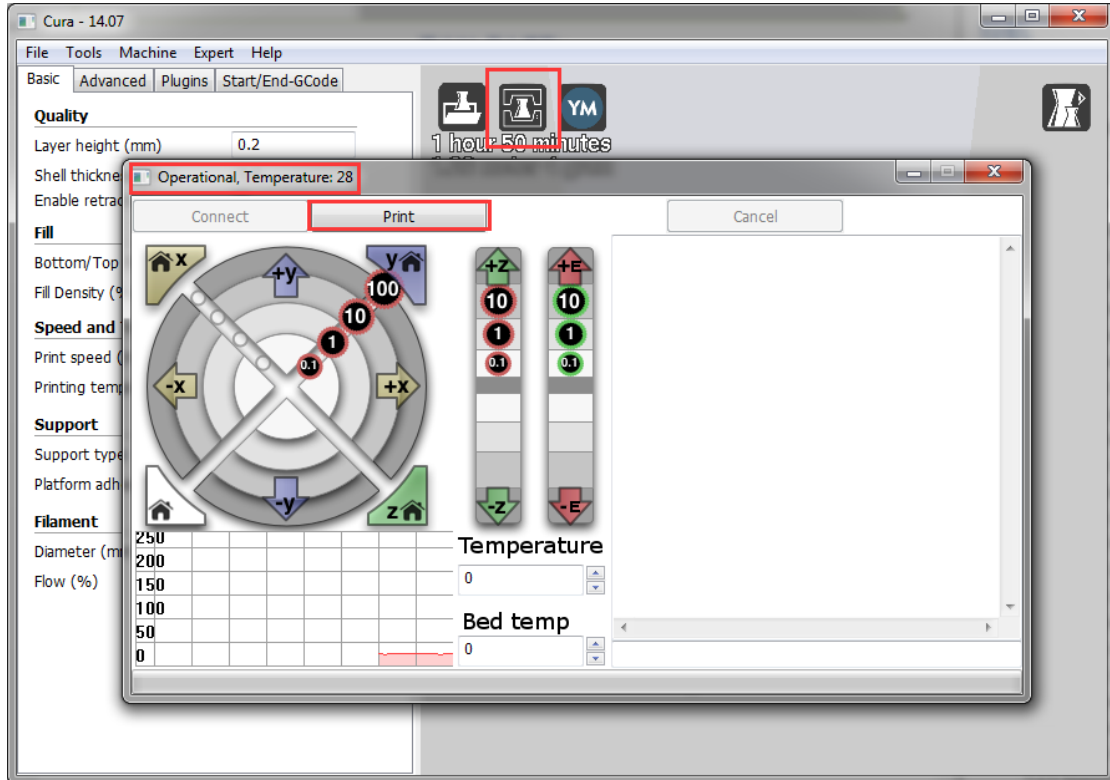 Cura - 14.07
File Tools Machine Expert Help
Basic Advanced Plugins Start/End-GCode
Quality
Layer height (mm) 0.2
YM
1 hour 50 minutes
Shell thickne
Enable retrac
Fill
Bottom/Top
Fill Density (%
Speed and
Print speed (
Printing temp
Support
Support type
Platform adh
Filament
Diameter (mm
Flow (%)
Operational, Temperature: 28
Connect Print Cancel
x +y y
100
10
1
0.1
-x +x
-y z
+Z +E
10 10
1 1
0.1 0.1
-Z -E
250
200
150
100
50
0
Temperature
0
Bed temp
0